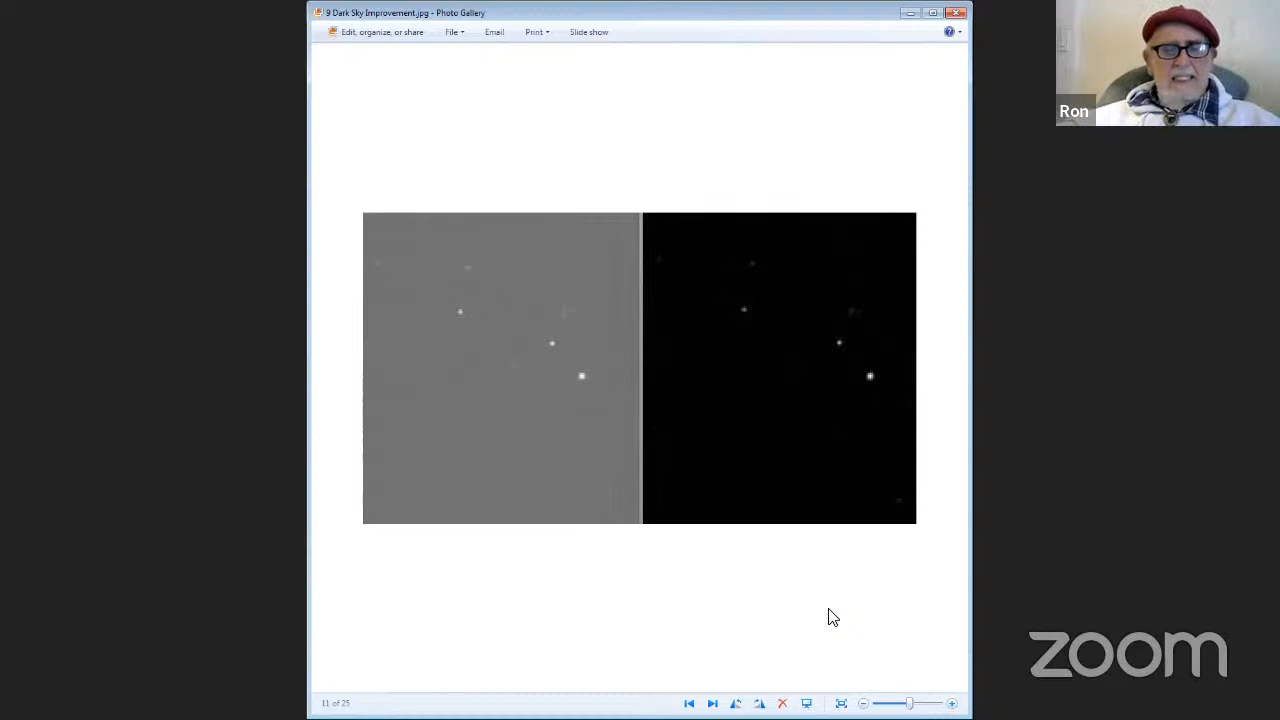 9 Dark Sky Improvement.jpg - Photo Gallery
Edit, organize, or share File Email Print Slide show
Ron
zoom
11 of 25